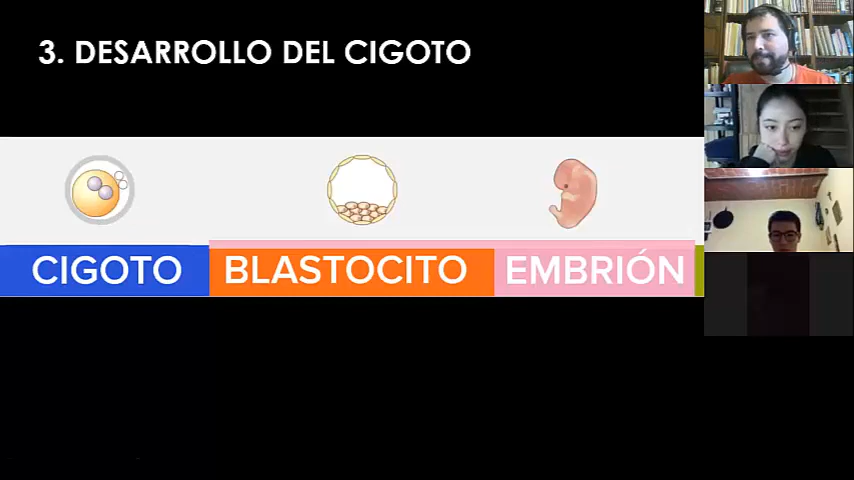 3. DESARROLLO DEL CIGOTO
CIGOTO BLASTOCITO EMBRIÓN